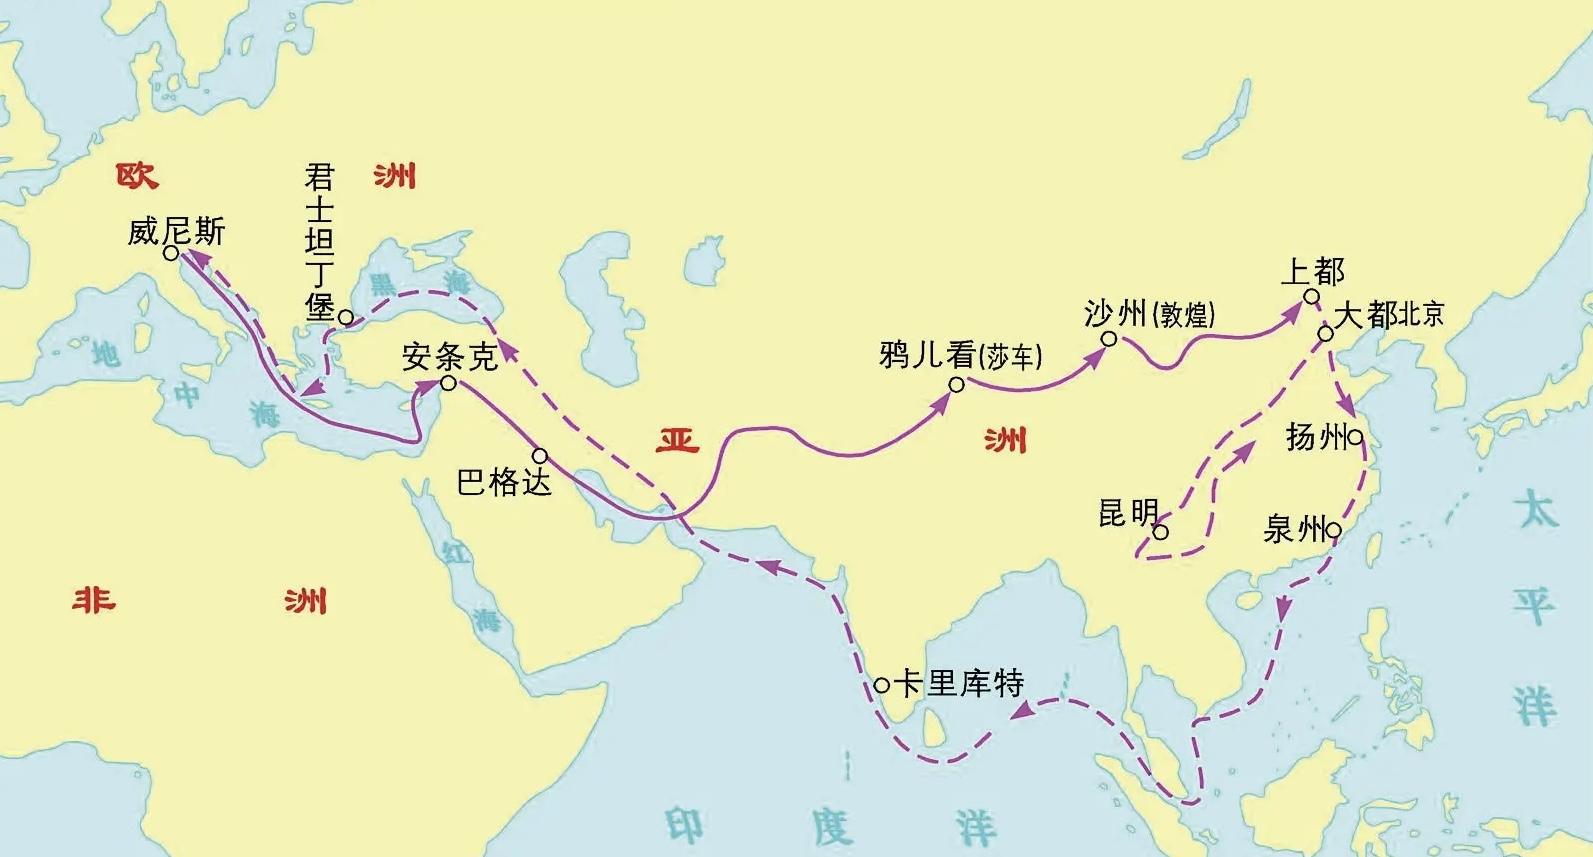 欧洲
君士坦丁堡
威尼斯
黑海
上都
大都北京
沙州(敦煌)
鸦儿看(莎车)
安条克
地中海
亚洲
扬州
巴格达
昆明
泉州
太平洋
红海
非洲
卡里库特
印度洋